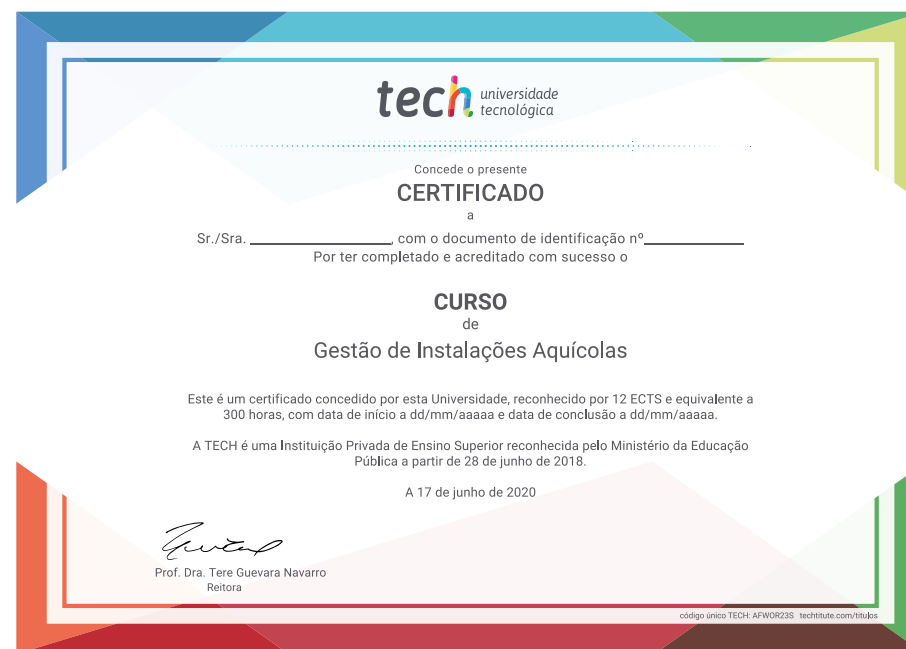 tech universidade
tecnológica
Concede o presente
CERTIFICADO
a
Sr./Sra. ____________________, com o documento de identificação nº______________
Por ter completado e acreditado com sucesso o
CURSO
de
Gestão de Instalações Aquícolas
Este é um certificado concedido por esta Universidade, reconhecido por 12 ECTS e equivalente a
300 horas, com data de início a dd/mm/aaaaa e data de conclusão a dd/mm/aaaaa.
A TECH é uma Instituição Privada de Ensino Superior reconhecida pelo Ministério da Educação
Pública a partir de 28 de junho de 2018.
A 17 de junho de 2020
Prof. Dra. Tere Guevara Navarro
Reitora
código único TECH: AFWOR23S techtitute.com/titulos